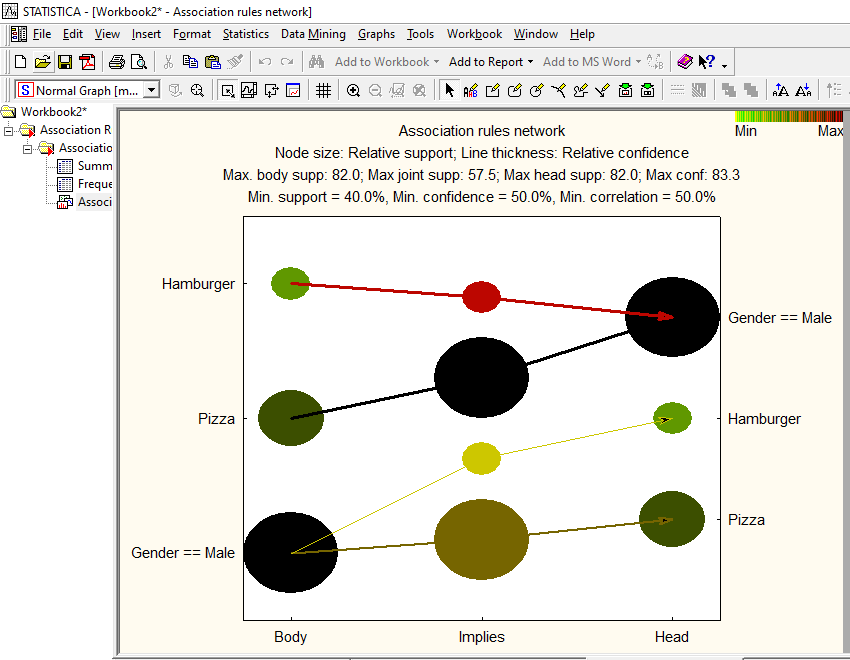 STATISTICA - [Workbook2* - Association rules network]
File Edit View Insert Format Statistics Data Mining Graphs Tools Workbook Window Help
Add to Workbook Add to Report Add to MS Word
Normal Graph [m...
Workbook2*
Association R
Associatio
Summ
Freque
Associ
Min Max
Association rules network
Node size: Relative support; Line thickness: Relative confidence
Max. body supp: 82.0; Max joint supp: 57.5; Max head supp: 82.0; Max conf: 83.3
Min. support = 40.0%, Min. confidence = 50.0%, Min. correlation = 50.0%
Hamburger
Gender == Male
Pizza
Hamburger
Pizza
Gender == Male
Body Implies Head